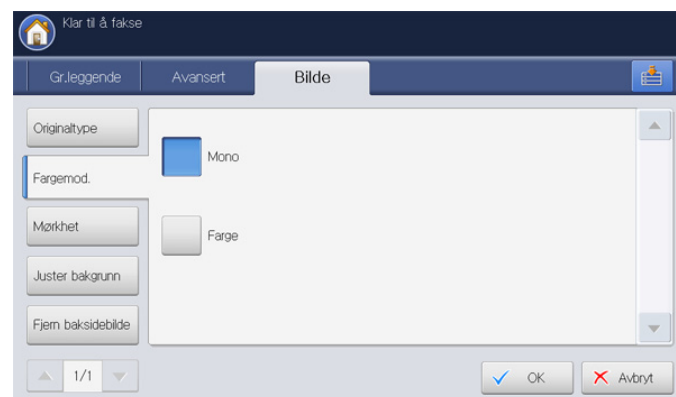 Klar til å fakse
Gr.leggende
Avansert
Bilde
Originaltype
Fargemod.
Mørkhet
Juster bakgrunn
Fjern baksidebilde
Mono
Farge
1/1
OK
Avbryt